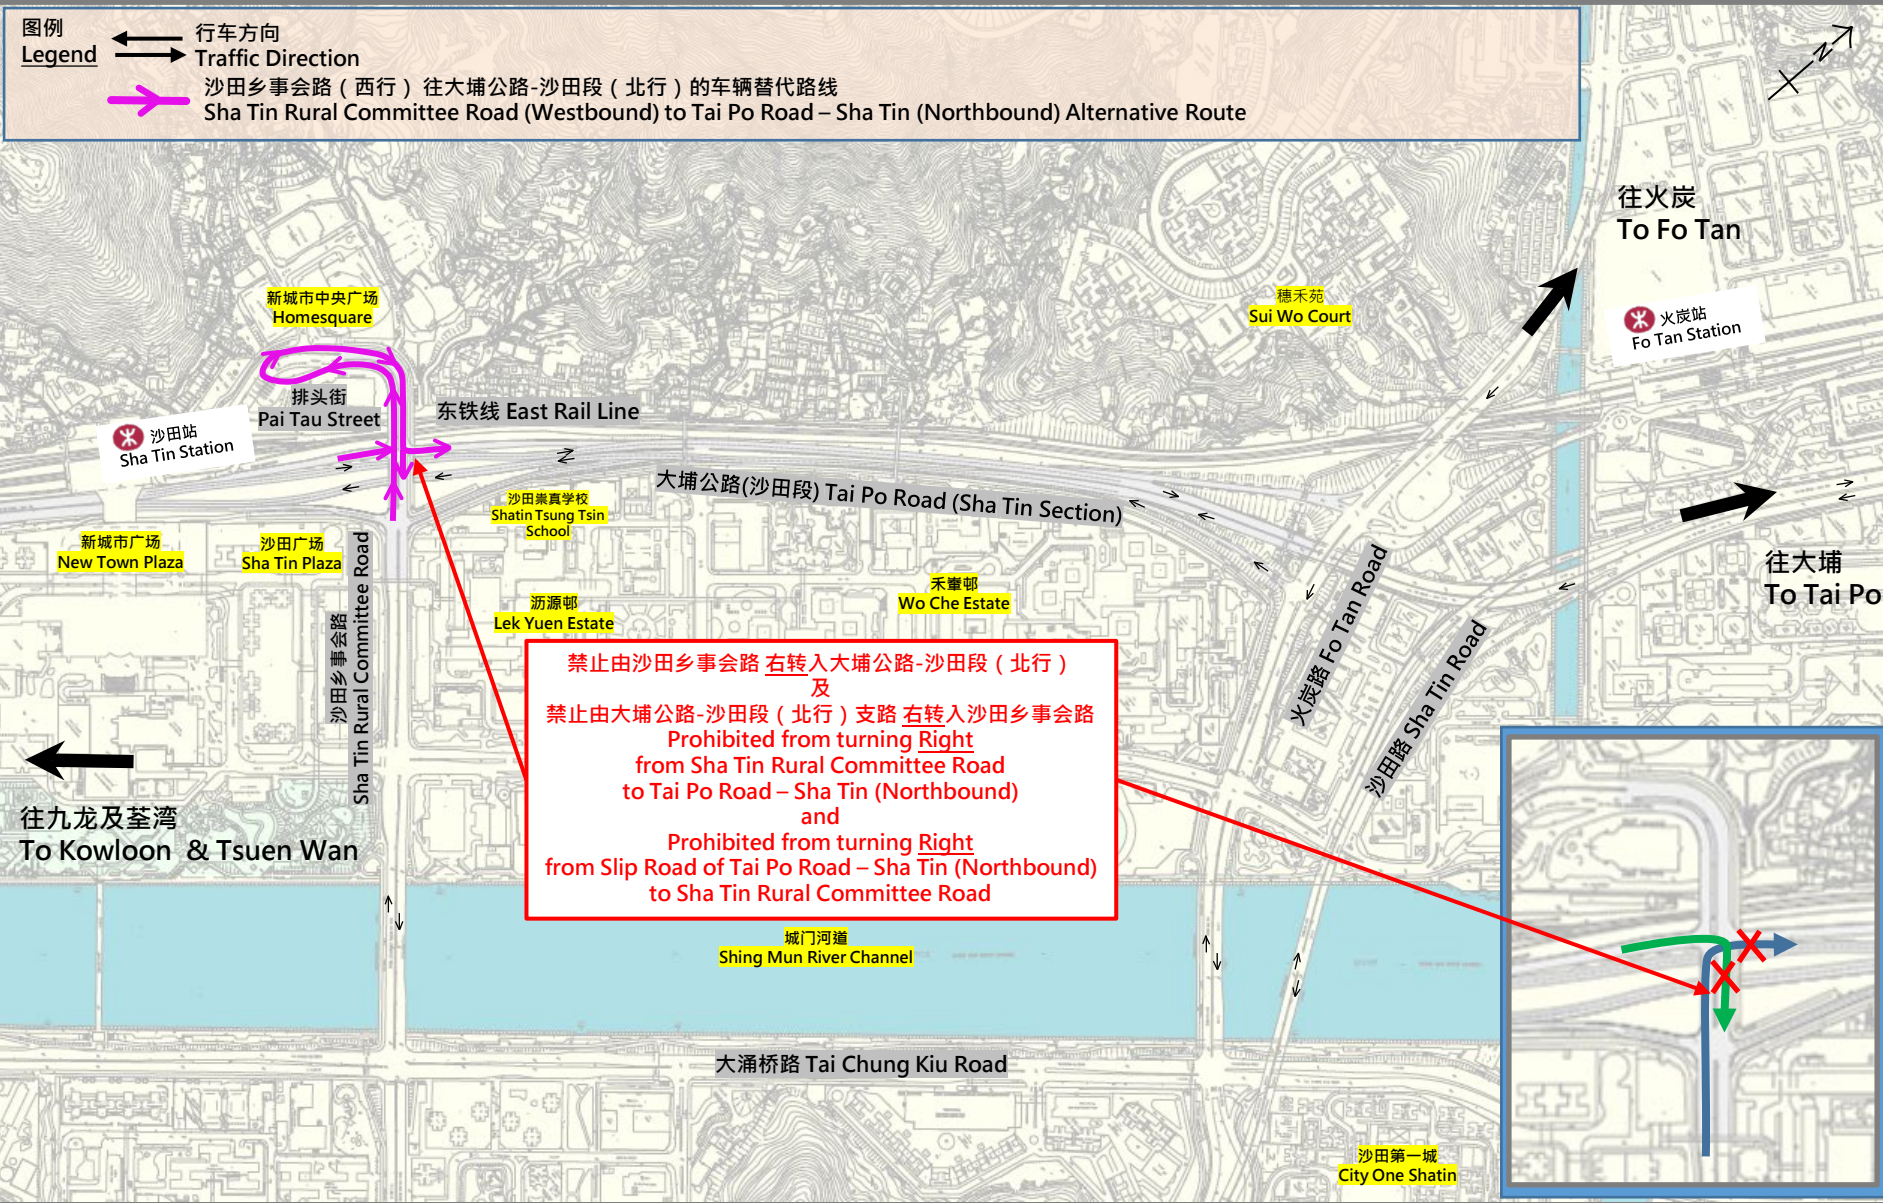 图例
Legend
行车方向
Traffic Direction
沙田乡事会路（西行）往大埔公路-沙田段（北行）的车辆替代路线
Sha Tin Rural Committee Road (Westbound) to Tai Po Road – Sha Tin (Northbound) Alternative Route
N
往火炭
To Fo Tan
新城市中央广场
Homesquare
穗禾苑
Sui Wo Court
火炭站
Fo Tan Station
排头街
Pai Tau Street
东铁线 East Rail Line
沙田站
Sha Tin Station
大埔公路(沙田段) Tai Po Road (Sha Tin Section)
沙田崇真学校
Shatin Tsung Tsin
School
新城市广场
New Town Plaza
沙田广场
Sha Tin Plaza
沙田乡事会路
Sha Tin Rural Committee Road
往大埔
To Tai Po
禾輋邨
Wo Che Estate
沥源邨
Lek Yuen Estate
火炭路 Fo Tan Road
沙田路 Sha Tin Road
禁止由沙田乡事会路 右转入大埔公路-沙田段（北行）
及
禁止由大埔公路-沙田段（北行）支路 右转入沙田乡事会路
Prohibited from turning Right
from Sha Tin Rural Committee Road
to Tai Po Road – Sha Tin (Northbound)
and
Prohibited from turning Right
from Slip Road of Tai Po Road – Sha Tin (Northbound)
to Sha Tin Rural Committee Road
往九龙及荃湾
To Kowloon & Tsuen Wan
城门河道
Shing Mun River Channel
大涌桥路 Tai Chung Kiu Road
沙田第一城
City One Shatin